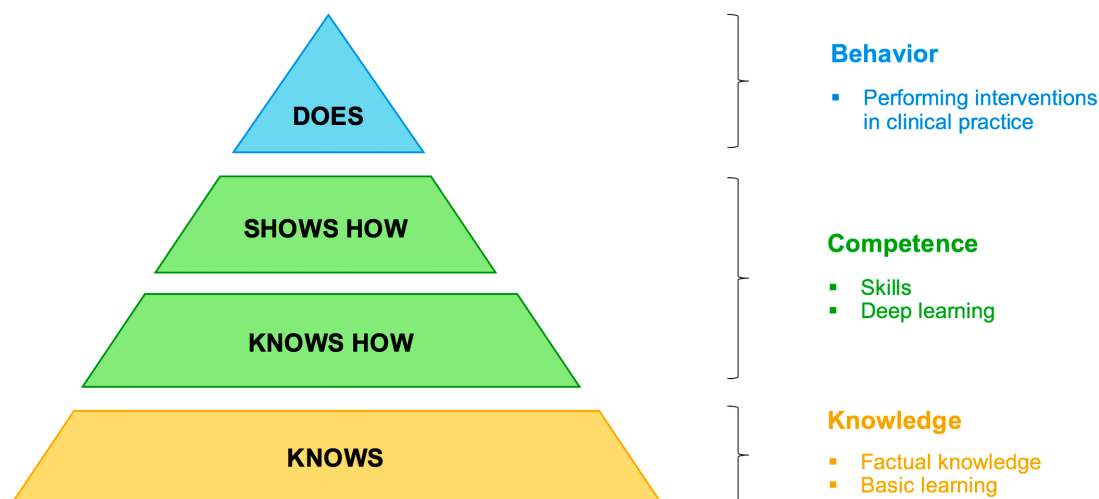 DOES
Behavior
▪ Performing interventions
in clinical practice
SHOWS HOW
KNOWS HOW
Competence
▪ Skills
▪ Deep learning
KNOWS
Knowledge
▪ Factual knowledge
▪ Basic learning